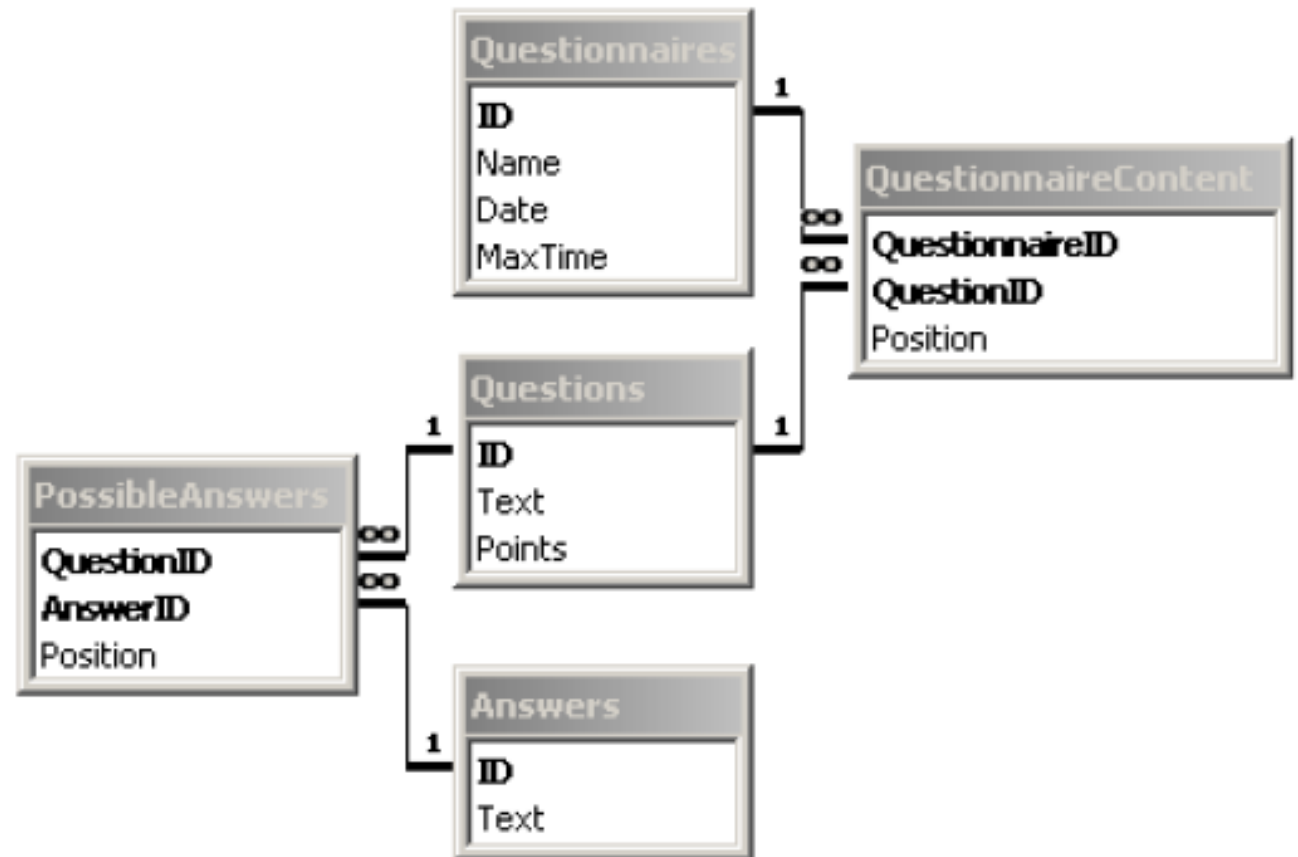 Questionnaires
ID
Name
Date
MaxTime
1
QuestionnaireContent
∞
QuestionnaireID
∞
QuestionID
Position
Questions
1
1
ID
Text
Points
PossibleAnswers
∞
QuestionID
∞
AnswerID
Position
Answers
1
ID
Text